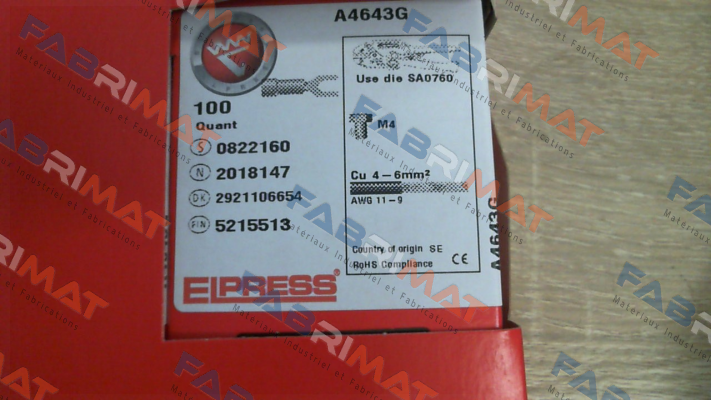 A4643G
Use die SA0760
100
Quant
M4
S 0822160
N 2018147
Cu 4-6mm²
DK 2921106654
AWG 11-9
FIN 5215513
Country of origin SE
RoHS Compliance CE
ELPRESS
A4643G
FABRIMAT
Materiaux Industriel et Fabrications